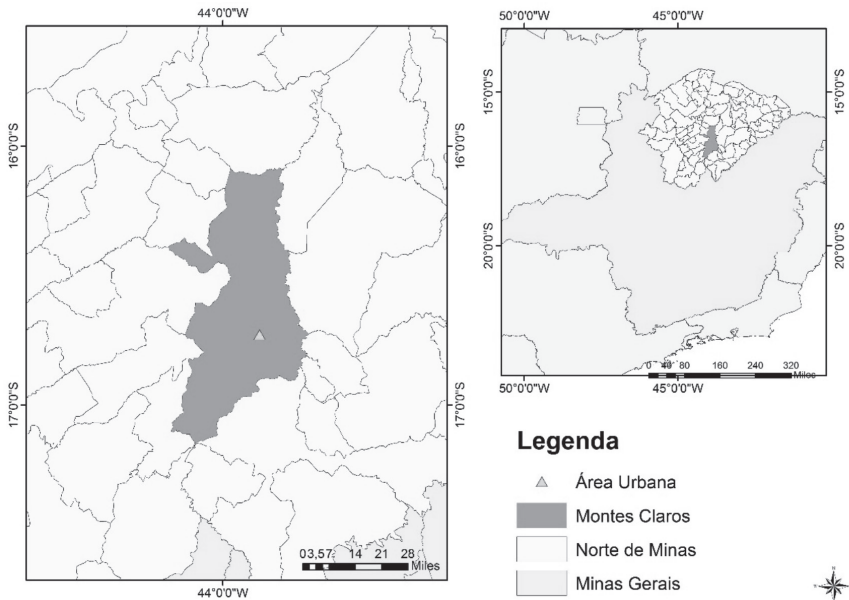 44°0'0"W
16°0'0"S
17°0'0"S
16°0'0"S
17°0'0"S
03,57 14 21 28
Miles
44°0'0"W
50°0'0"W 45°0'0"W
15°0'0"S
20°0'0"S
15°0'0"S
20°0'0"S
0 40 80 160 240 320
Miles
50°0'0"W 45°0'0"W
Legenda
Área Urbana
Montes Claros
Norte de Minas
Minas Gerais